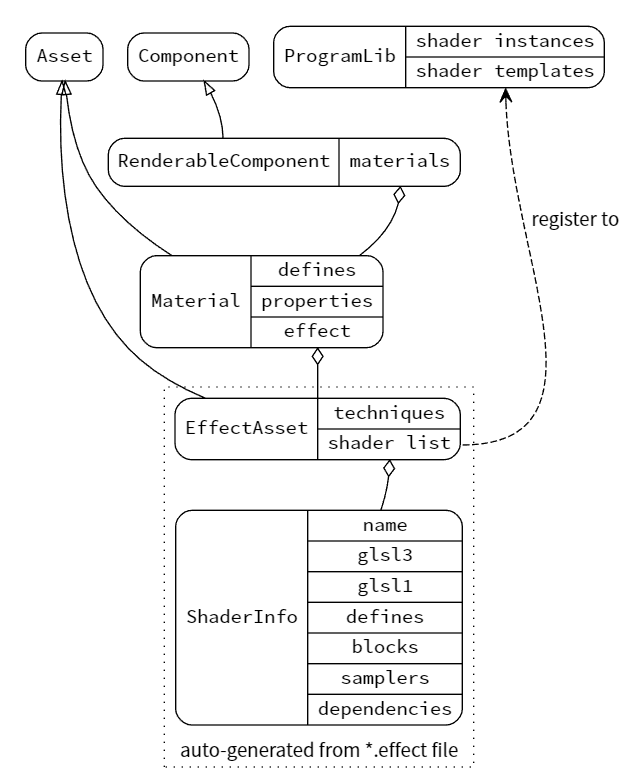 Asset
Component
ProgramLib
shader instances
shader templates
RenderableComponent
materials
register to
Material
defines
properties
effect
EffectAsset
techniques
shader list
ShaderInfo
name
glsl3
glsl1
defines
blocks
samplers
dependencies
auto-generated from *.effect file